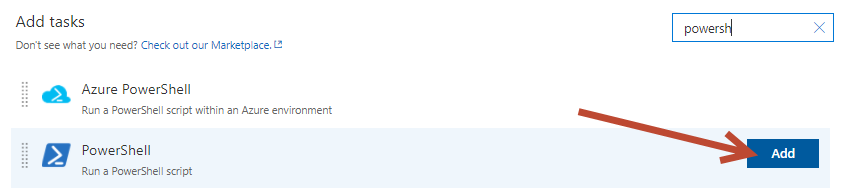 Add tasks
powersh
Don't see what you need? Check out our Marketplace.
Azure PowerShell
Run a PowerShell script within an Azure environment
PowerShell
Run a PowerShell script
Add